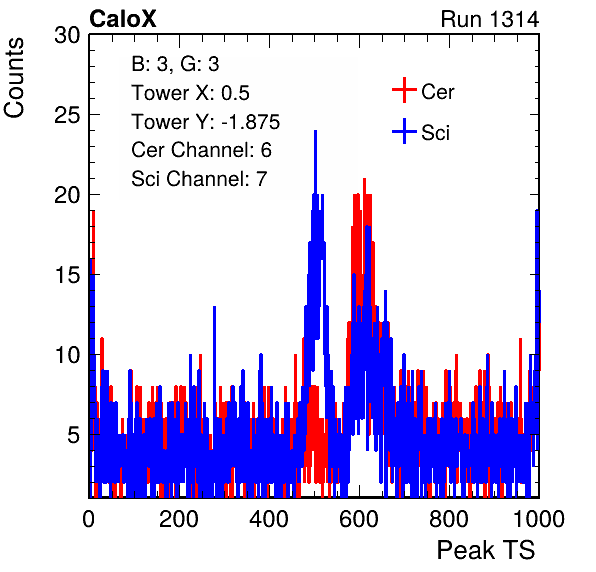 CaloX Run 1314
Counts
30
25
20
15
10
5
B: 3, G: 3
Tower X: 0.5
Tower Y: -1.875
Cer Channel: 6
Sci Channel: 7
Cer
Sci
0 200 400 600 800 1000
Peak TS